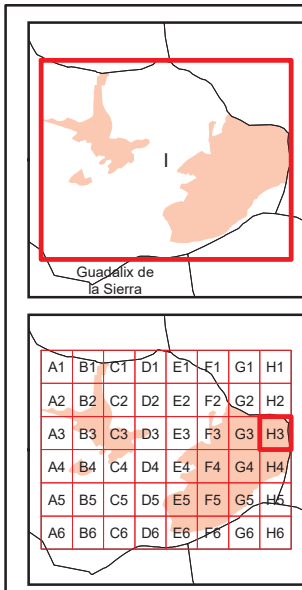 I
Guadalix de
la Sierra
A1 B1 C1 D1 E1 F1 G1 H1
A2 B2 C2 D2 E2 F2 G2 H2
A3 B3 C3 D3 E3 F3 G3 H3
A4 B4 C4 D4 E4 F4 G4 H4
A5 B5 C5 D5 E5 F5 G5 H5
A6 B6 C6 D6 E6 F6 G6 H6